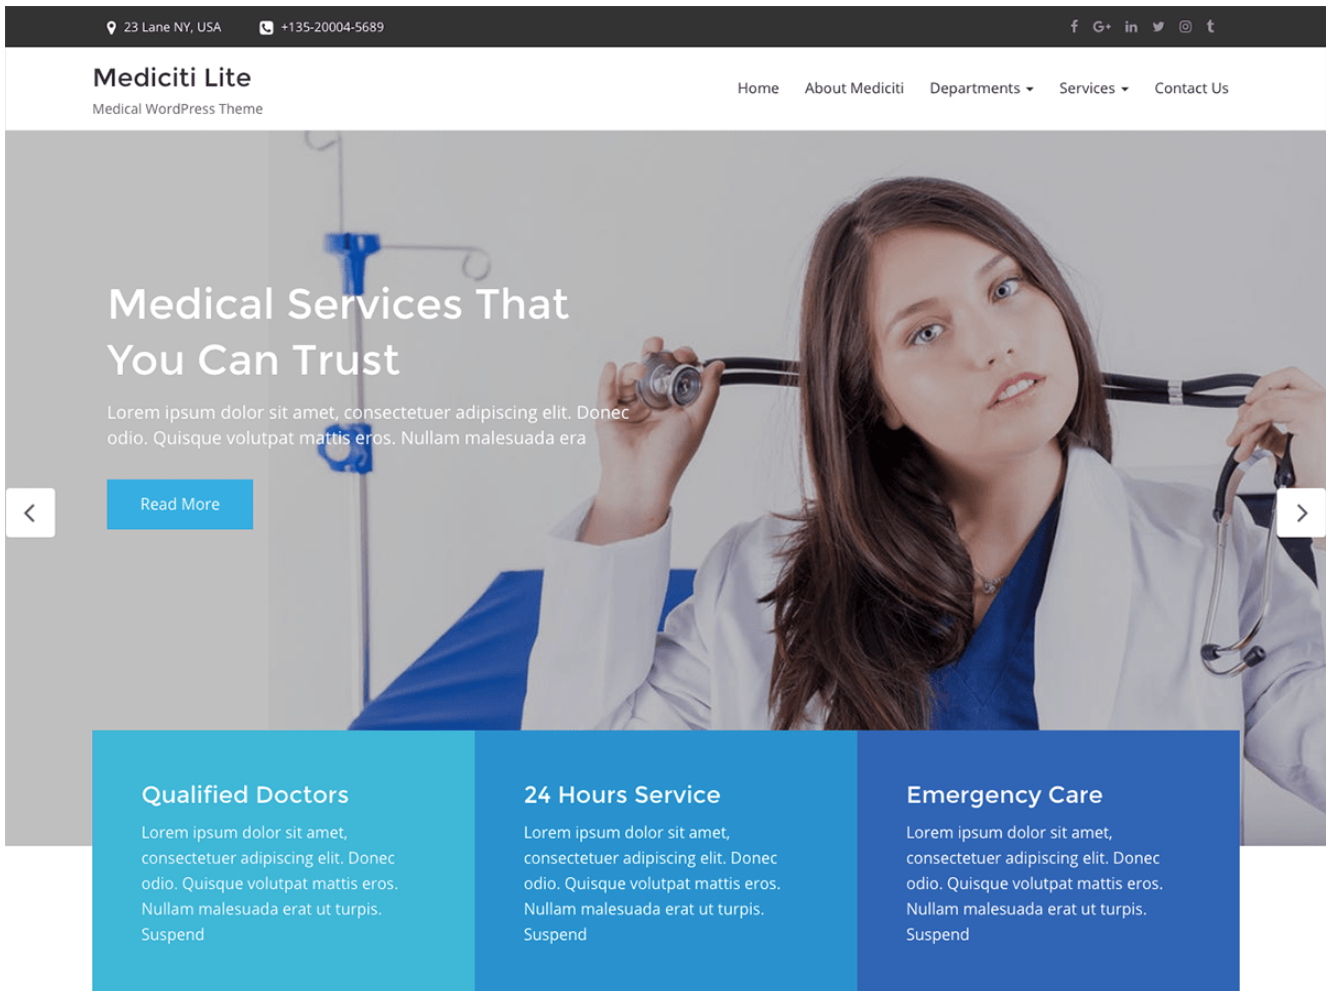 23 Lane NY, USA +135-20004-5689
Mediciti Lite
Medical WordPress Theme
Home About Mediciti Departments Services Contact Us
Medical Services That
You Can Trust
Lorem ipsum dolor sit amet, consectetuer adipiscing elit. Donec
odio. Quisque volutpat mattis eros. Nullam malesuada era
Read More
Qualified Doctors
Lorem ipsum dolor sit amet,
consectetuer adipiscing elit. Donec
odio. Quisque volutpat mattis eros.
Nullam malesuada erat ut turpis.
Suspend
24 Hours Service
Lorem ipsum dolor sit amet,
consectetuer adipiscing elit. Donec
odio. Quisque volutpat mattis eros.
Nullam malesuada erat ut turpis.
Suspend
Emergency Care
Lorem ipsum dolor sit amet,
consectetuer adipiscing elit. Donec
odio. Quisque volutpat mattis eros.
Nullam malesuada erat ut turpis.
Suspend